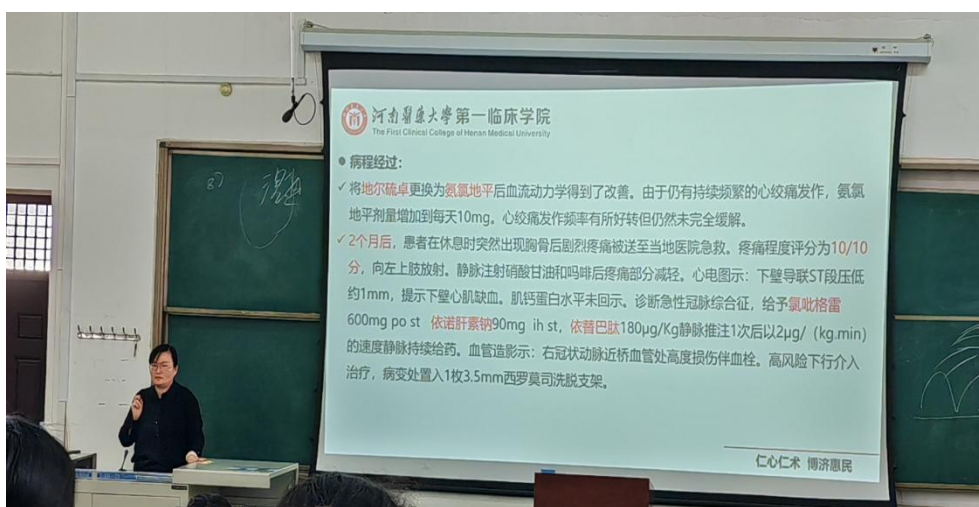 河南醫藥大學第一临床学院
The First Clinical College of Henan Medical University
● 病程经过：
✓ 将地尔硫卓更换为氨氯地平后血流动力学得到了改善。由于仍有持续频繁的心绞痛发作，氨氯
地平剂量增加到每天10mg。心绞痛发作频率有所好转但仍然未完全缓解。
✓ 2个月后，患者在休息时突然出现胸骨后剧烈疼痛被送至当地医院急救。疼痛程度评分为10/10
分，向左上肢放射。静脉注射硝酸甘油和吗啡后疼痛部分减轻。心电图示：下壁导联ST段压低
约1mm，提示下壁心肌缺血。肌钙蛋白水平未回示。诊断急性冠脉综合征，给予氯吡格雷
600mg po st 依诺肝素钠90mg ih st，依替巴肽180μg/Kg静脉推注1次后以2μg/（kg.min）
的速度静脉持续给药。血管造影示：右冠状动脉近桥血管处高度损伤伴血栓。高风险下行介入
治疗，病变处置入1枚3.5mm西罗莫司洗脱支架。
仁心仁术 博济惠民